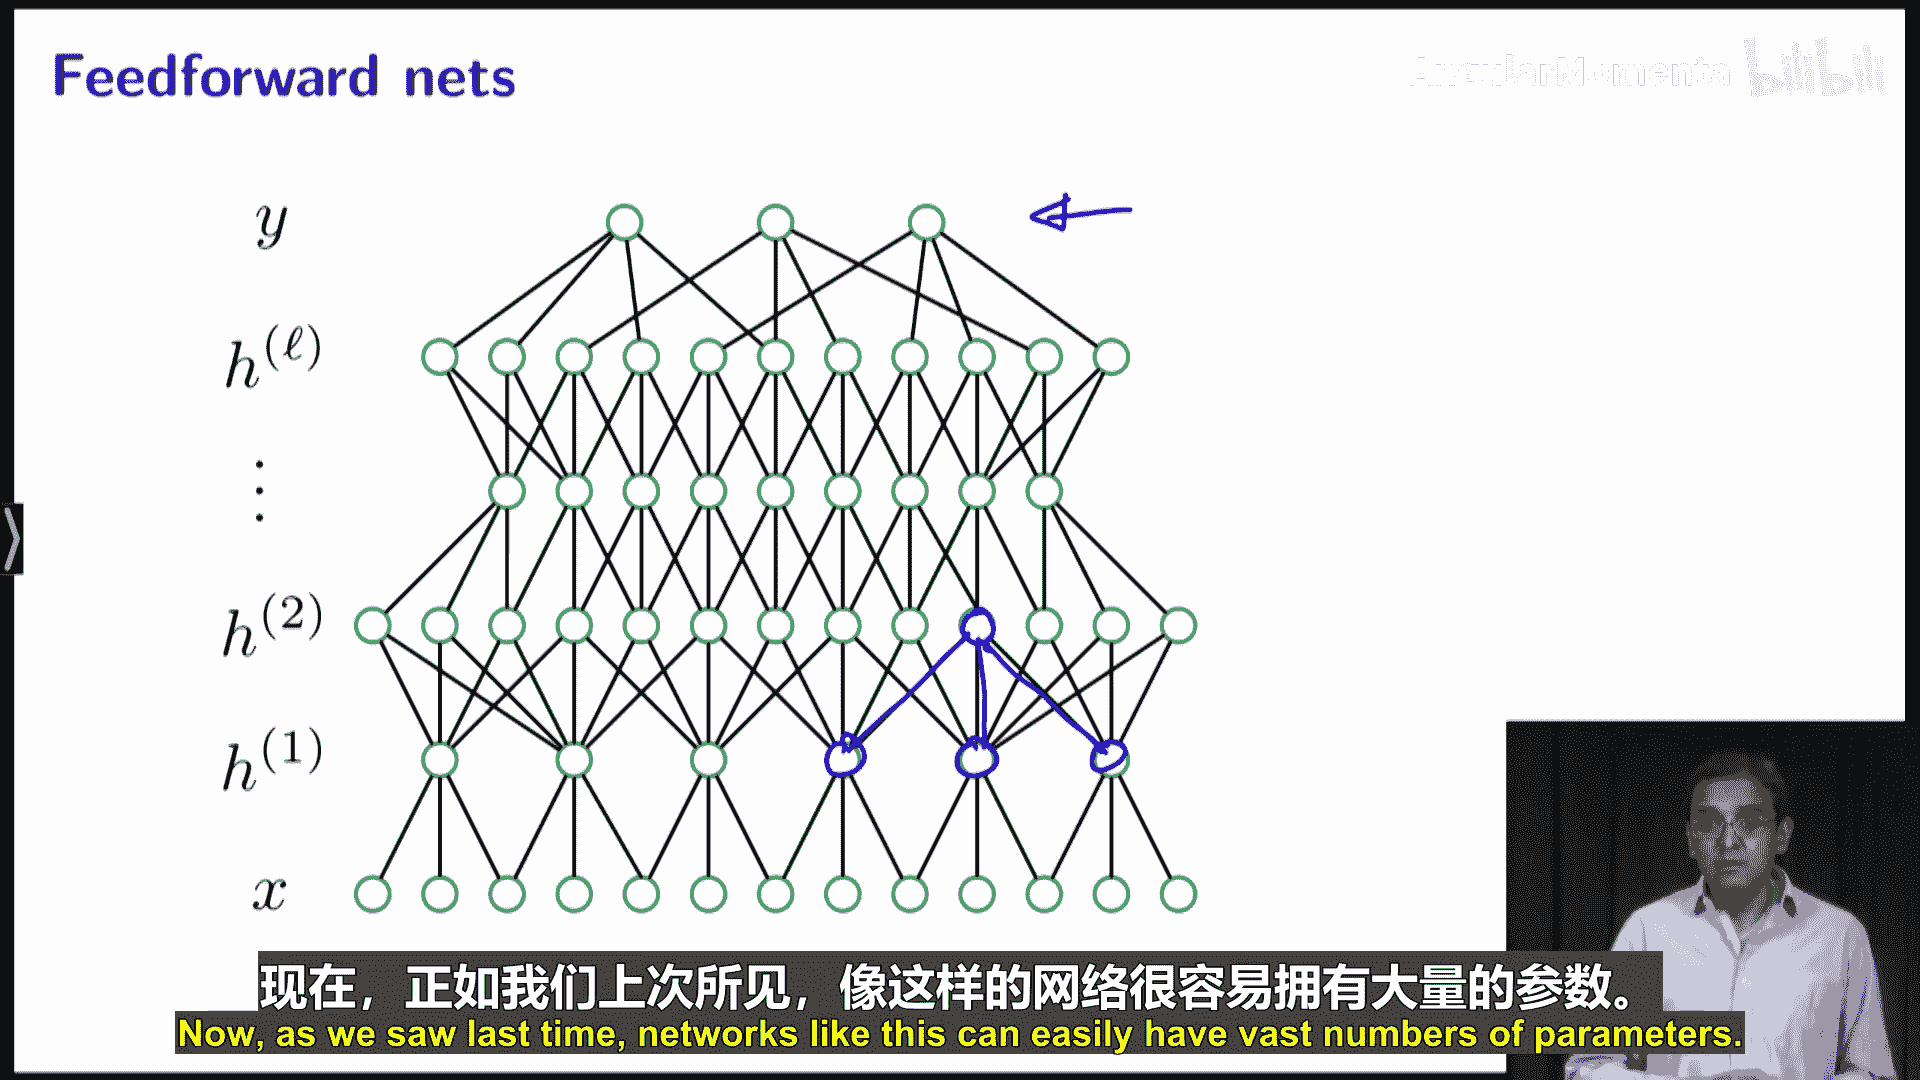 Feedforward nets
bilibili
y
h^(ℓ)
⋮
h^(2)
h^(1)
x
现在，正如我们上次所见，像这样的网络很容易拥有大量的参数。
Now, as we saw last time, networks like this can easily have vast numbers of parameters.